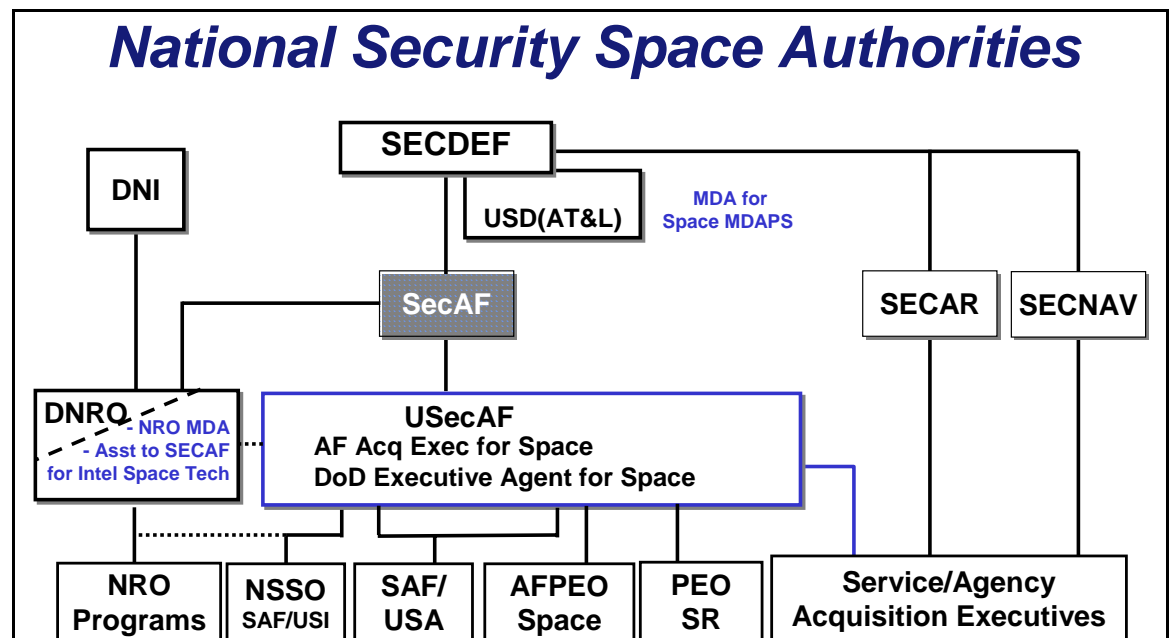 National Security Space Authorities
SECDEF
DNI
USD(AT&L)
MDA for
Space MDAPS
SecAF
SECAR
SECNAV
DNRO
- NRO MDA
- Asst to SECAF
for Intel Space Tech
USecAF
AF Acq Exec for Space
DoD Executive Agent for Space
NRO
Programs
NSSO
SAF/USI
SAF/
USA
AFPEO
Space
PEO
SR
Service/Agency
Acquisition Executives